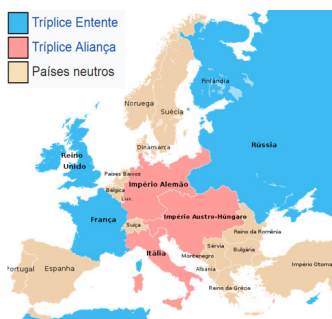 Tríplice Entente
Tríplice Aliança
Países neutros
Finlândia
Noruega
Suécia
Rússia
Dinamarca
Reino
Unido
Países Baixos
Império Alemão
Bélgica
Lux.
França
Império Austro-Húngaro
Suiça
Reino da Romênia
Itália
Sérvia
Bulgária
Montenegro
Portugal
Espanha
Albânia
Império Otoma
Reino da Grécia